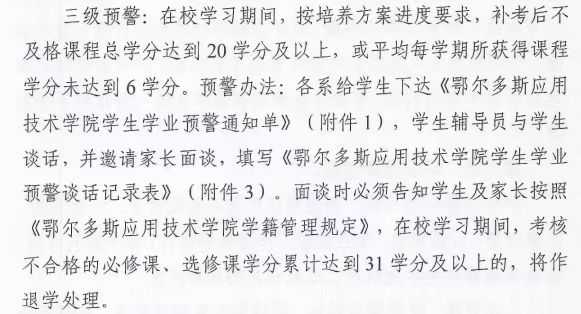 三级预警：在校学习期间，按培养方案进度要求，补考后不
及格课程总学分达到 20 学分及以上，或平均每学期所获得课程
学分未达到 6 学分。预警办法：各系给学生下达《鄂尔多斯应用
技术学院学生学业预警通知单》（附件 1），学生辅导员与学生
谈话，并邀请家长面谈，填写《鄂尔多斯应用技术学院学生学业
预警谈话记录表》（附件 3）。面谈时必须告知学生及家长按照
《鄂尔多斯应用技术学院学籍管理规定》，在校学习期间，考核
不合格的必修课、选修课学分累计达到 31 学分及以上的，将作
退学处理。